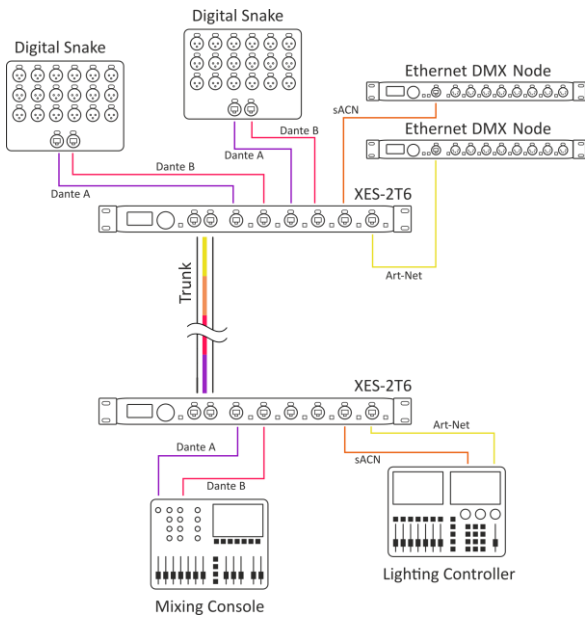 Digital Snake
Digital Snake
Ethernet DMX Node
sACN
Ethernet DMX Node
Dante B
Dante A
Dante B
Dante A
XES-2T6
Art-Net
Trunk
XES-2T6
Art-Net
Dante A
sACN
Dante B
Lighting Controller
Mixing Console